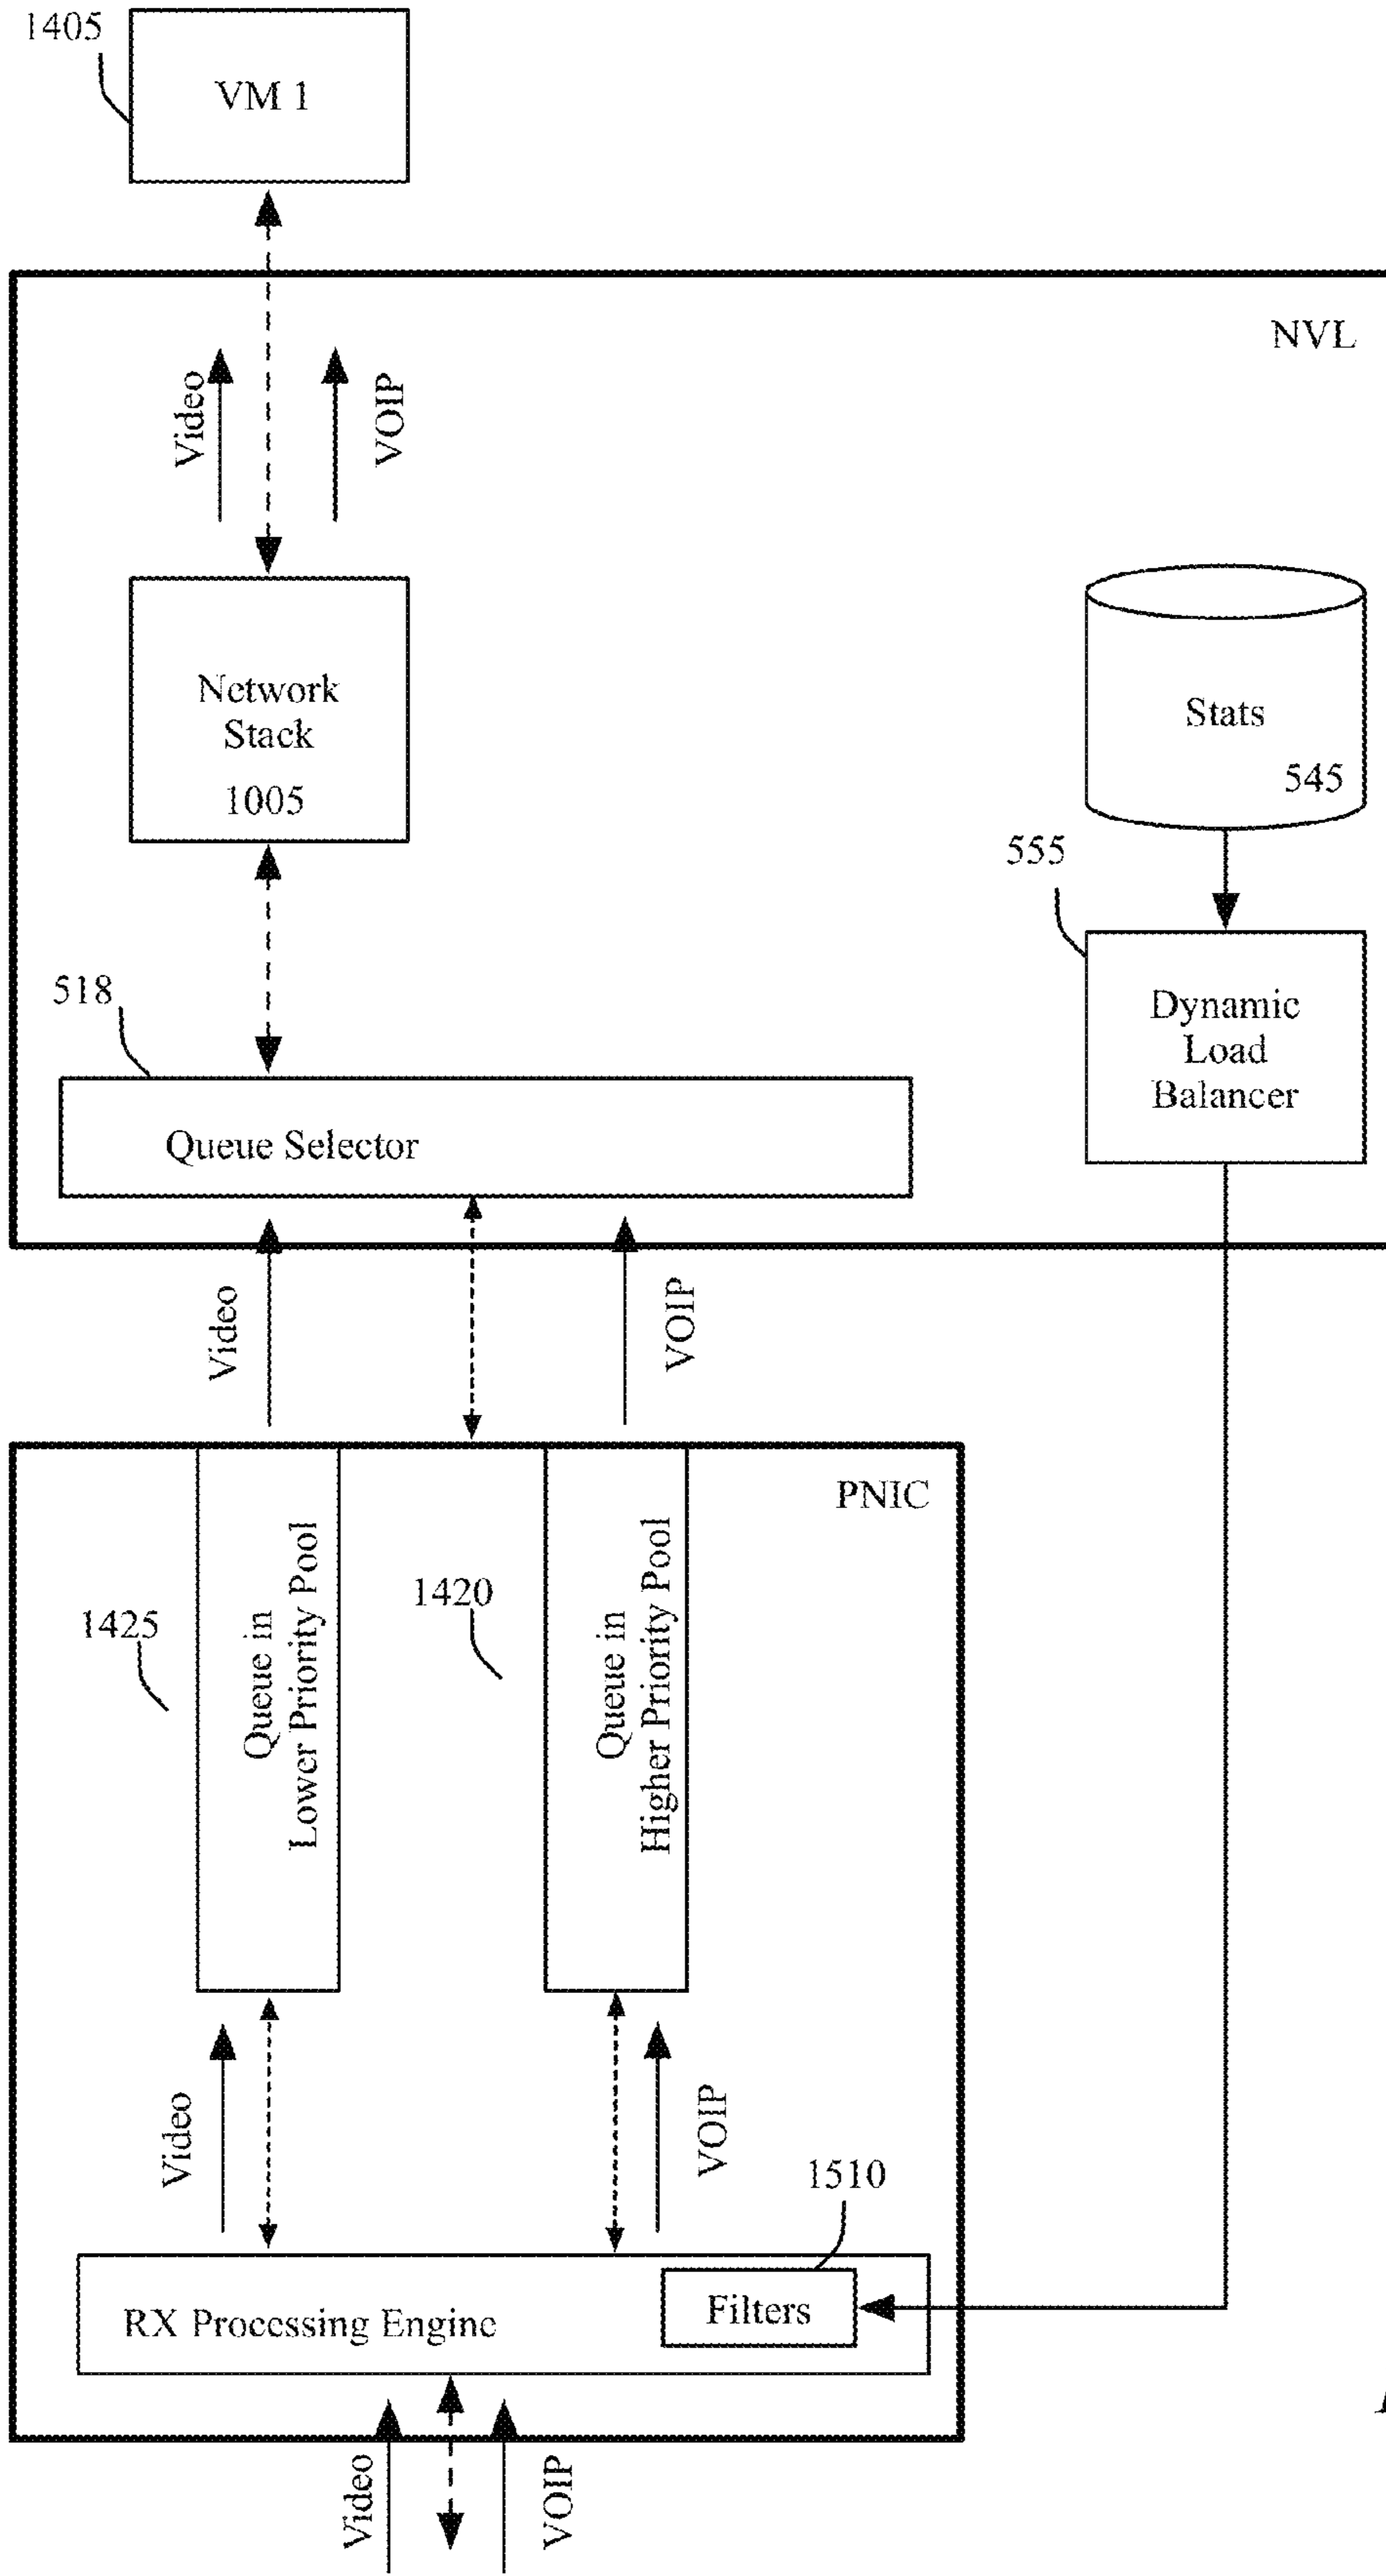 1405
VM 1
NVL
Video
VOIP
Network
Stack
1005
Stats
545
555
518
Dynamic
Load
Balancer
Queue Selector
Video
VOIP
PNIC
1425
Queue in
Lower Priority Pool
1420
Queue in
Higher Priority Pool
Video
VOIP
1510
RX Processing Engine
Filters
Video
VOIP